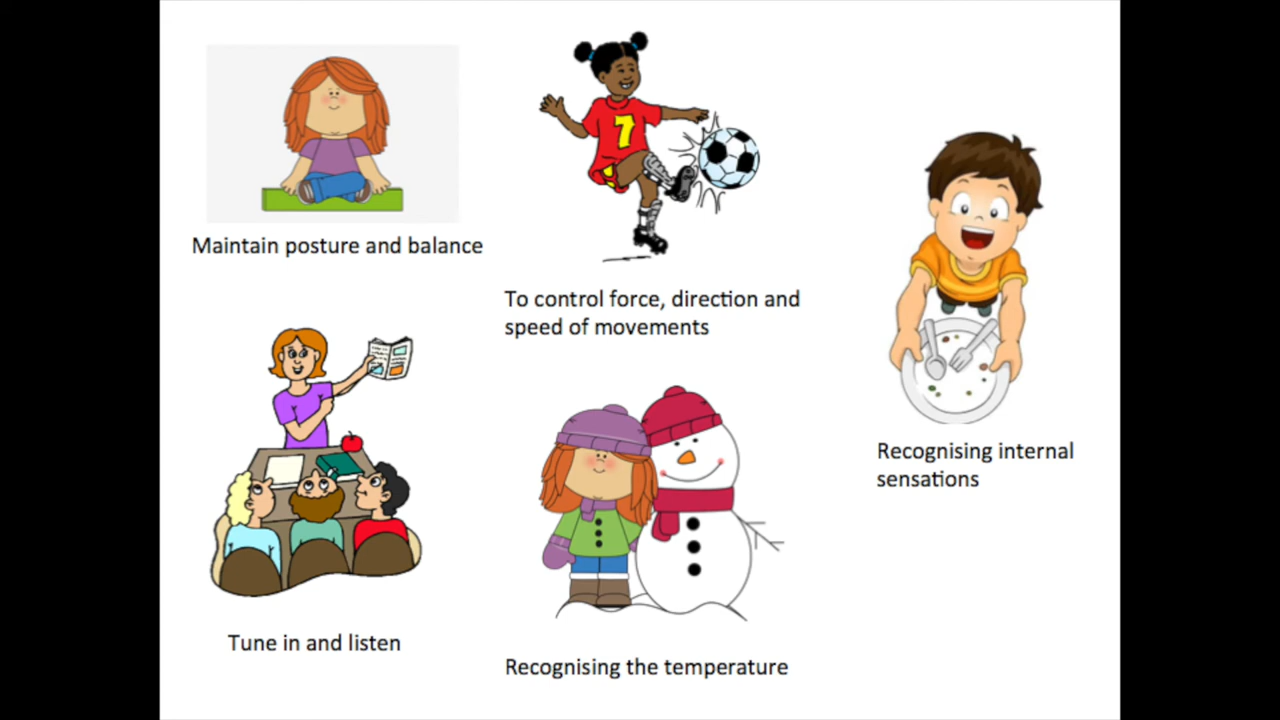 Maintain posture and balance
7
To control force, direction and
speed of movements
Recognising internal
sensations
Tune in and listen
Recognising the temperature